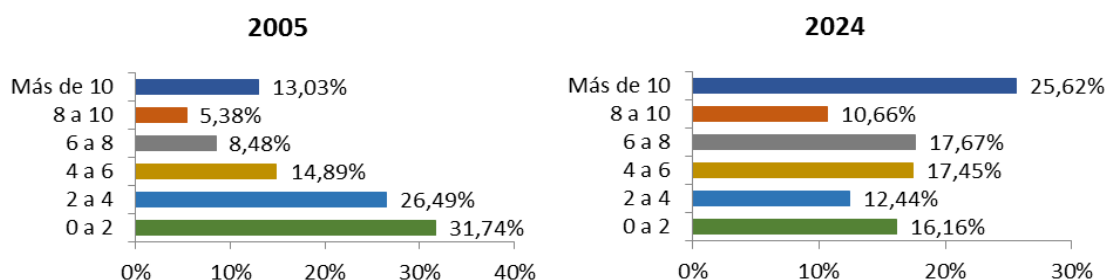 2005
Más de 10 13,03%
8 a 10 5,38%
6 a 8 8,48%
4 a 6 14,89%
2 a 4 26,49%
0 a 2 31,74%
0% 10% 20% 30% 40%
2024
Más de 10 25,62%
8 a 10 10,66%
6 a 8 17,67%
4 a 6 17,45%
2 a 4 12,44%
0 a 2 16,16%
0% 10% 20% 30%